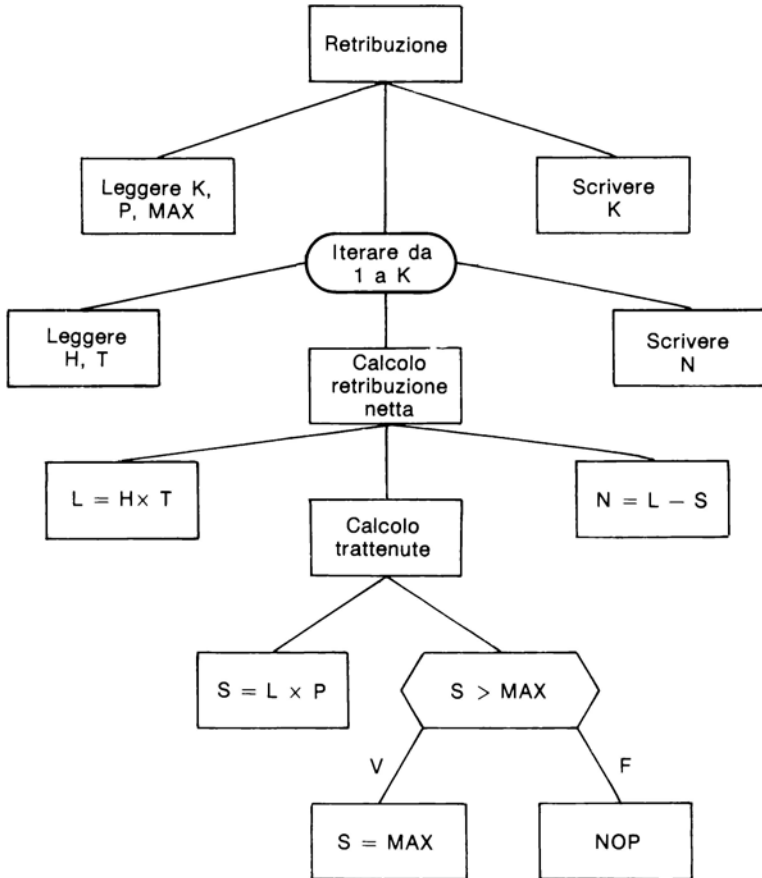 Retribuzione
Leggere K,
P, MAX
Scrivere
K
Iterare da
1 a K
Leggere
H, T
Scrivere
N
Calcolo
retribuzione
netta
L = H× T
N = L − S
Calcolo
trattenute
S = L × P
S > MAX
V
F
S = MAX
NOP